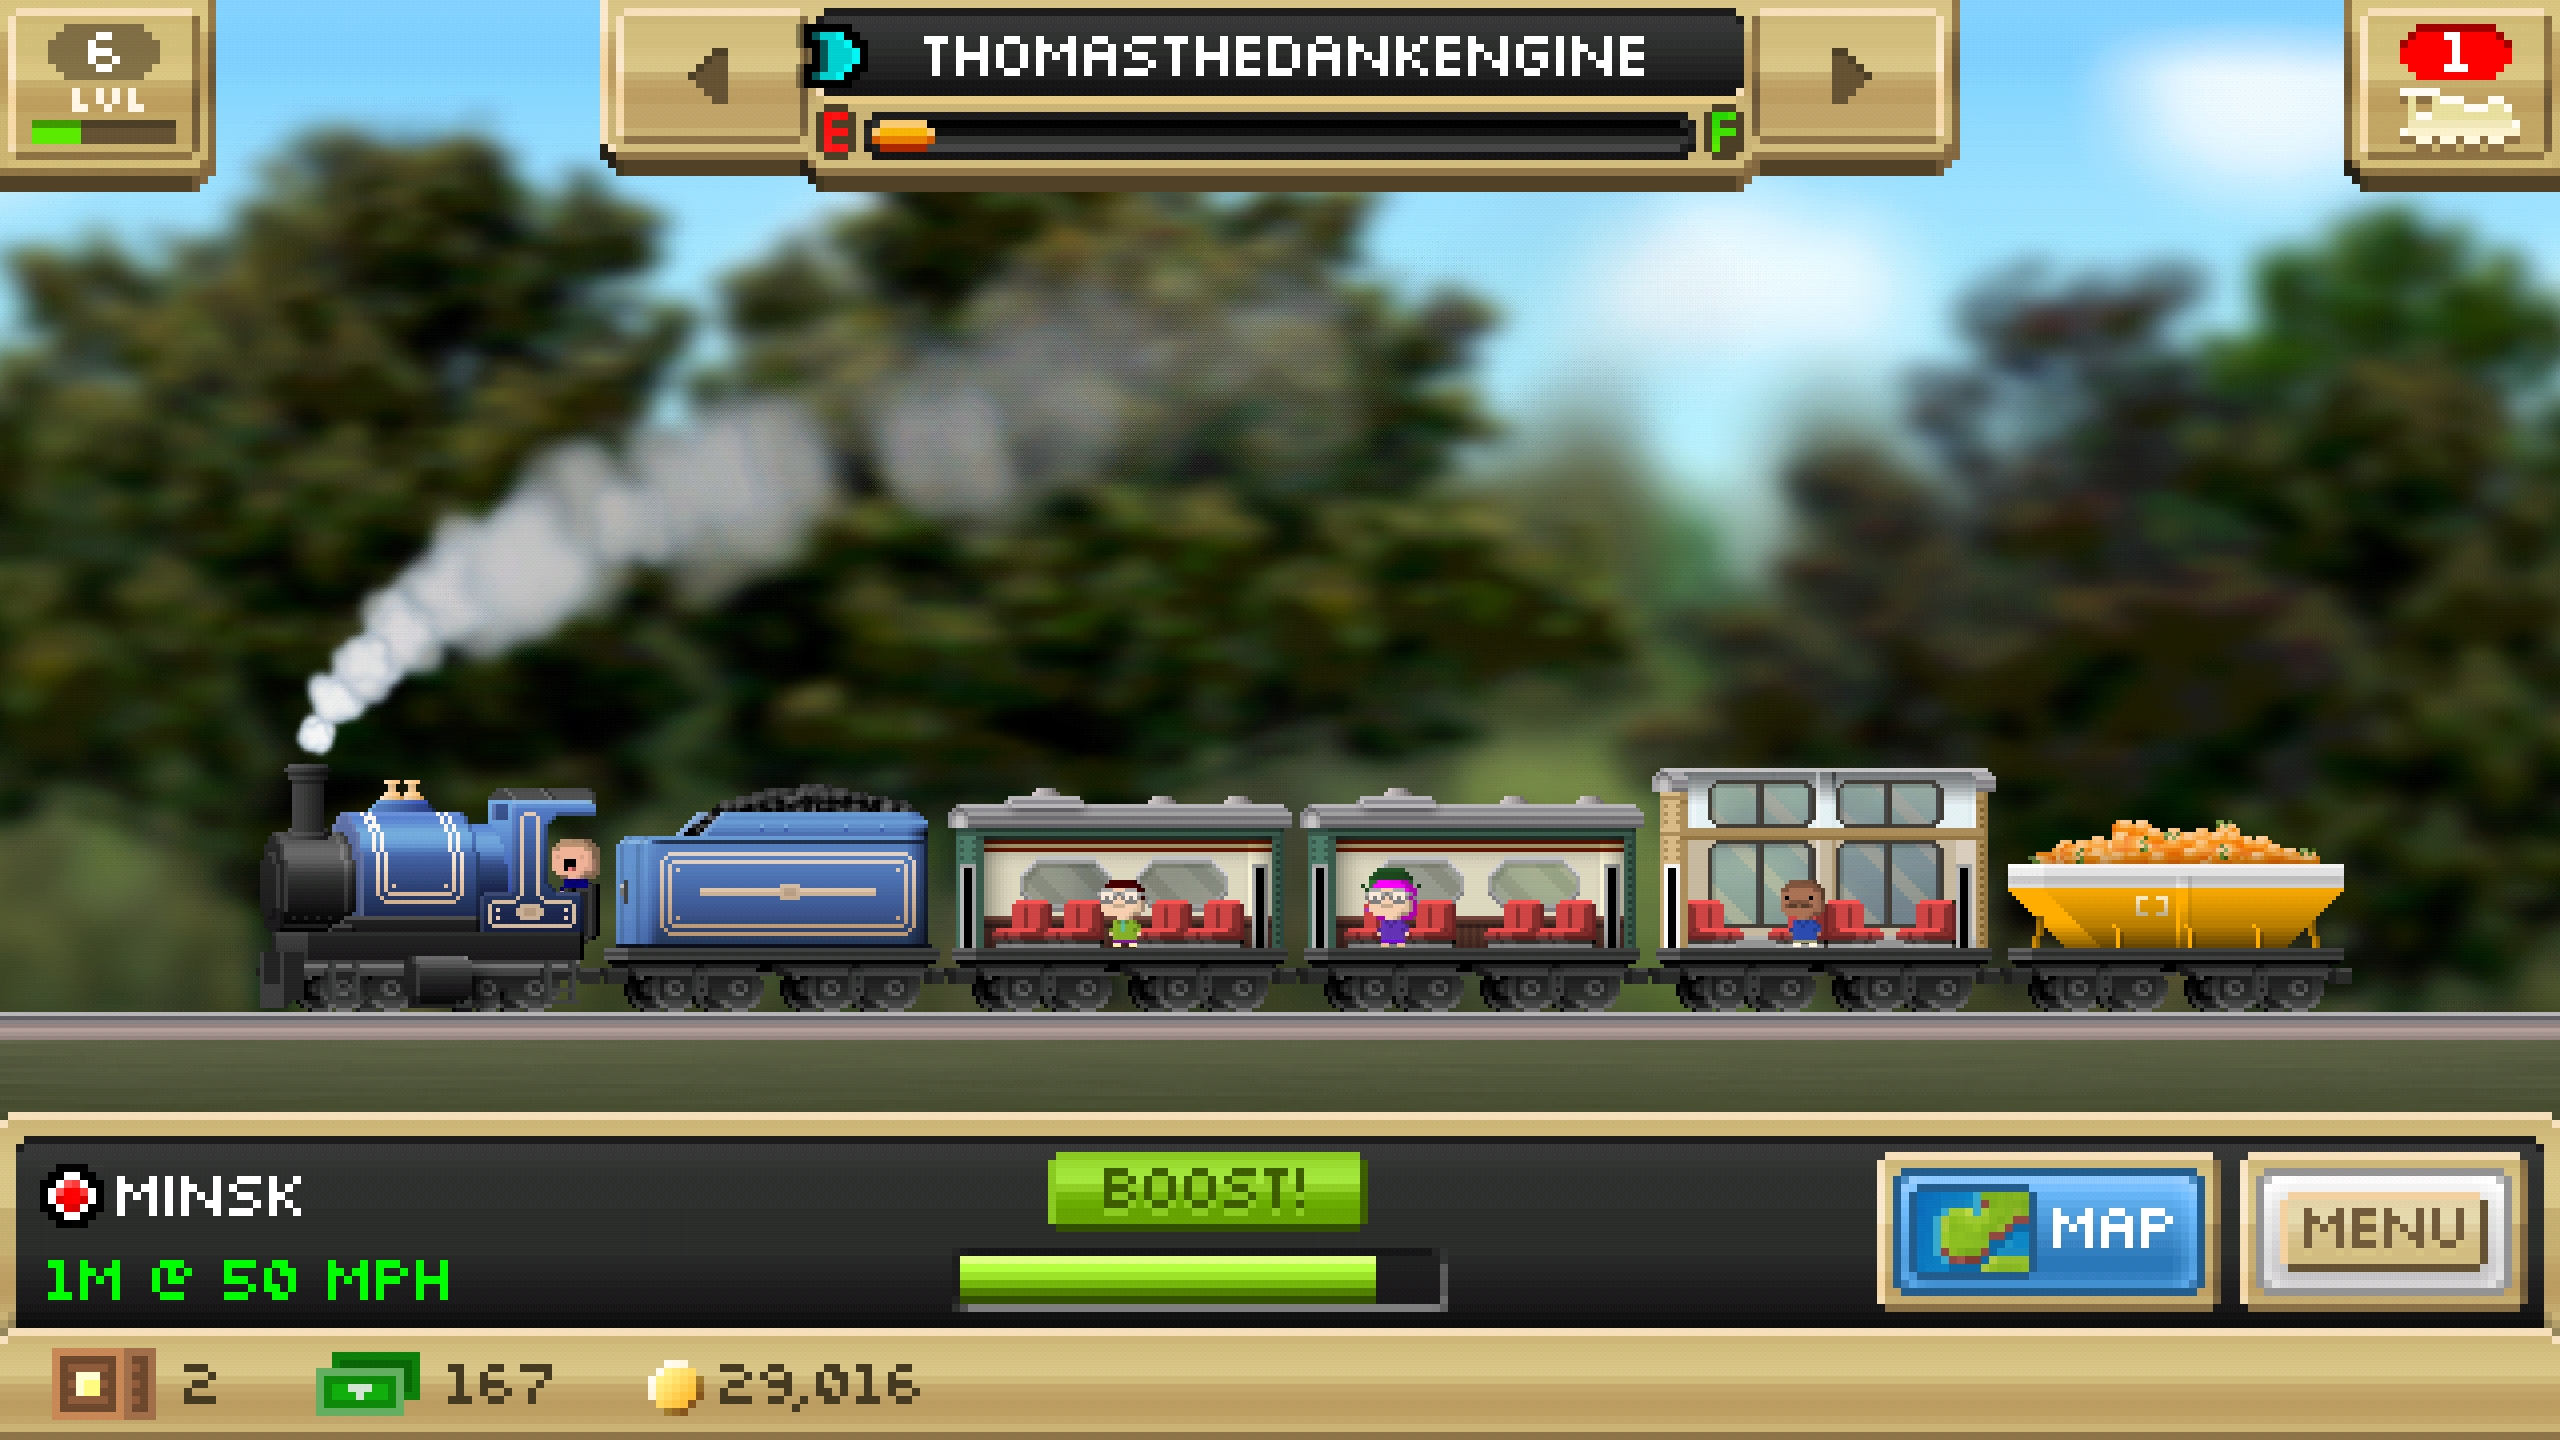 6
LVL
THOMASTHEDANKENGINE
E F
1
MINSK
1M @ 50 MPH
BOOST!
MAP
MENU
2 167 29,016